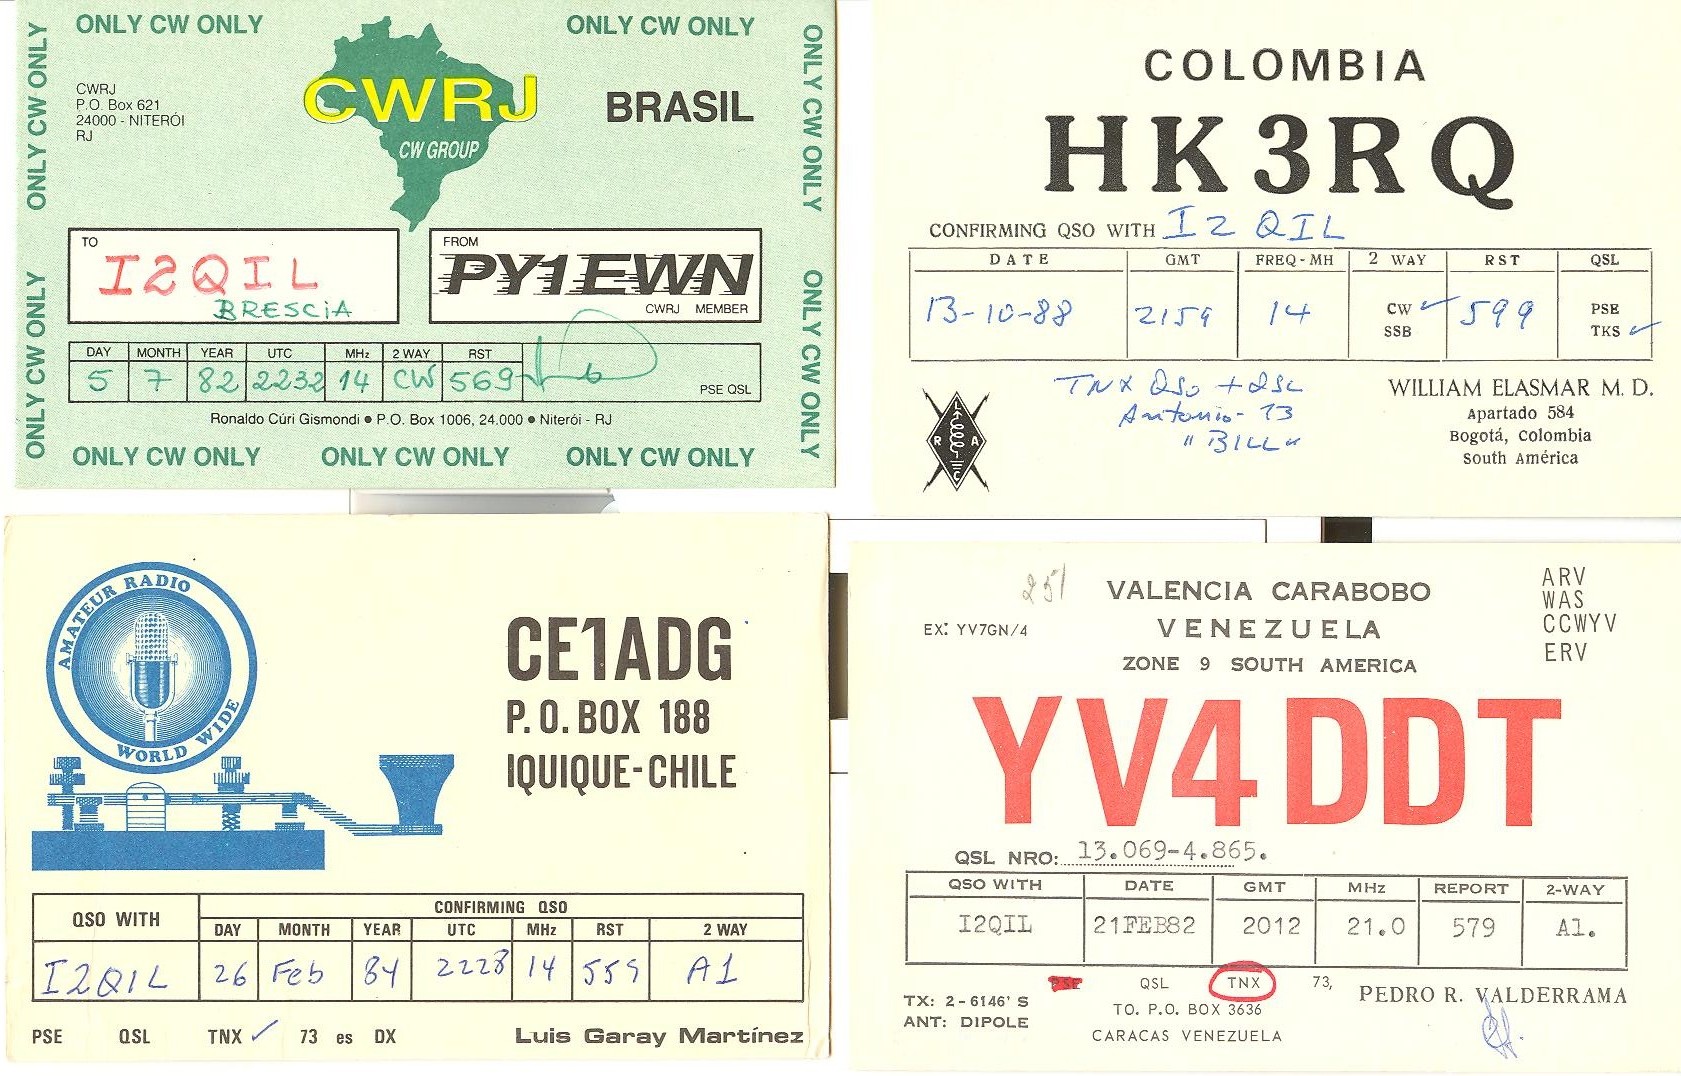 ONLY CW ONLY
ONLY CW ONLY
ONLY CW ONLY
ONLY CW ONLY
ONLY CW ONLY
ONLY CW ONLY
CWRJ
P.O. Box 621
24000 - NITERÓI
RJ
CWRJ
CW GROUP
BRASIL
TO
I2QIL
BRESCIA
FROM
PY1EWN
CWRJ MEMBER
DAY MONTH YEAR UTC MHz 2 WAY RST
5 7 82 2232 14 CW 569
PSE QSL
Ronaldo Cúri Gismondi ● P.O. Box 1006, 24.000 ● Niterói - RJ
ONLY CW ONLY ONLY CW ONLY ONLY CW ONLY
COLOMBIA
HK3RQ
CONFIRMING QSO WITH I2QIL
DATE GMT FREQ-MH 2 WAY RST QSL
13-10-88 2159 14 CW 599 PSE
SSB TKS
TNX QSO + QSL
Antonio - 73
"BILL"
L
R A
C
WILLIAM ELASMAR M. D.
Apartado 584
Bogotá, Colombia
South América
AMATEUR RADIO
WORLD WIDE
CE1ADG
P.O. BOX 188
IQUIQUE-CHILE
QSO WITH CONFIRMING QSO
DAY MONTH YEAR UTC MHz RST 2 WAY
I2QIL 26 Feb 84 2228 14 559 A1
PSE QSL TNX 73 es DX Luis Garay Martínez
251
VALENCIA CARABOBO
EX: YV7GN/4
VENEZUELA
ZONE 9 SOUTH AMERICA
ARV
WAS
CCWYV
ERV
YV4DDT
QSL NRO: 13.069-4.865.
QSO WITH DATE GMT MHz REPORT 2-WAY
I2QIL 21FEB82 2012 21.0 579 A1.
PSE QSL TNX 73,
TX: 2-6146'S
ANT: DIPOLE
TO. P.O. BOX 3636
CARACAS VENEZUELA
PEDRO R. VALDERRAMA